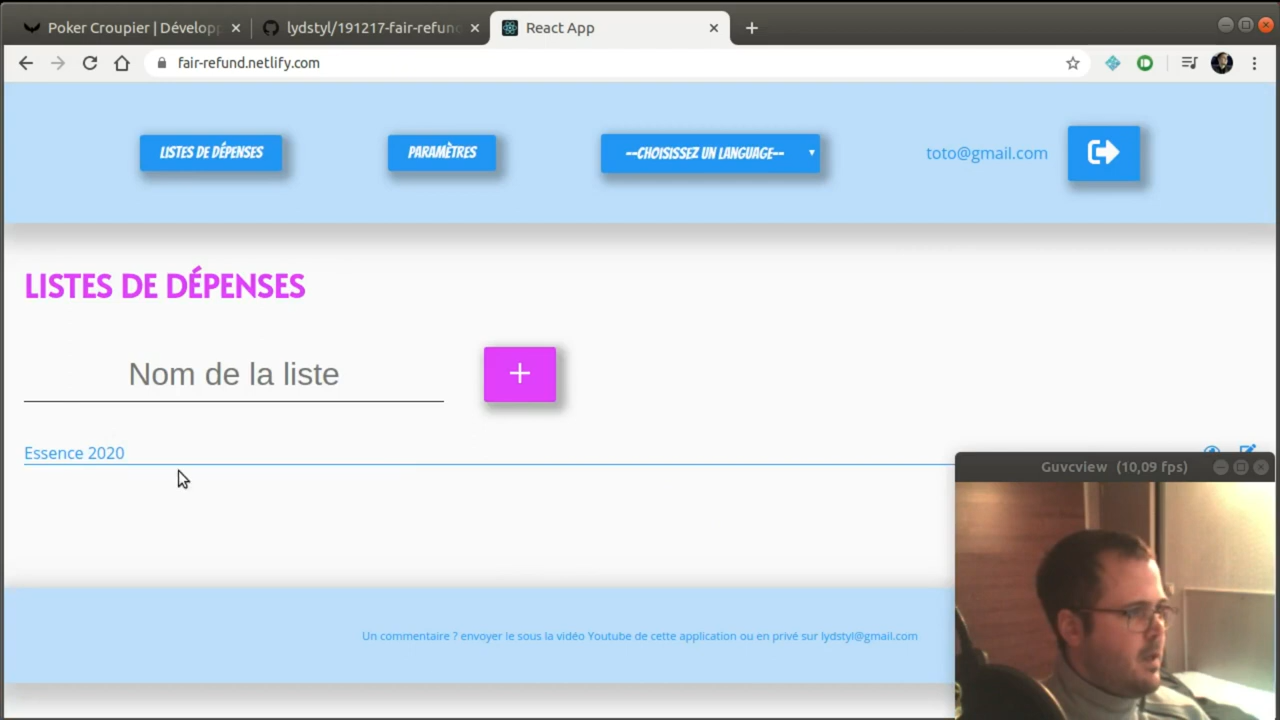 Poker Croupier | Dévelop
lydstyl/191217-fair-refund
React App
fair-refund.netlify.com
LISTES DE DÉPENSES
PARAMÈTRES
--CHOISISSEZ UN LANGUAGE--
toto@gmail.com
LISTES DE DÉPENSES
Nom de la liste
Essence 2020
Guvcview (10,09 fps)
Un commentaire ? envoyer le sous la vidéo Youtube de cette application ou en privé sur lydstyl@gmail.com